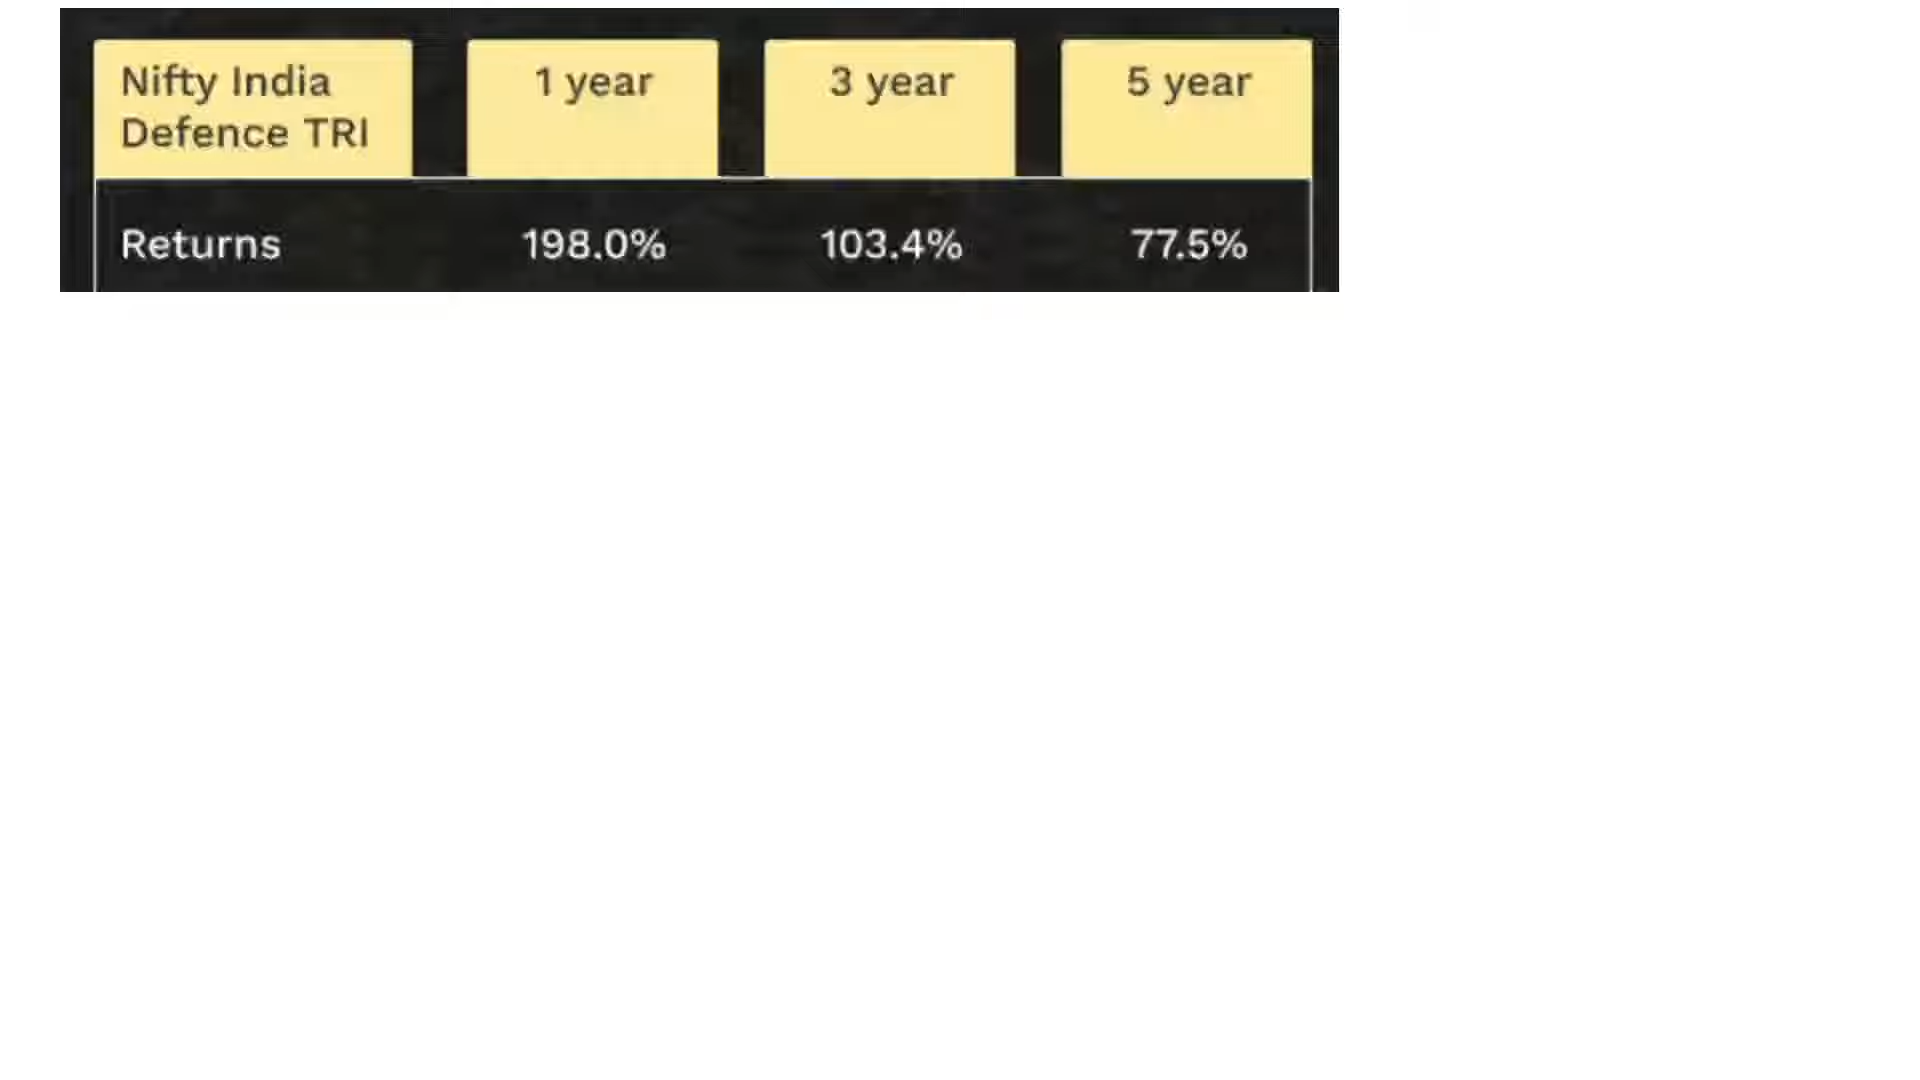 Nifty India
Defence TRI
1 year
3 year
5 year
Returns
198.0%
103.4%
77.5%